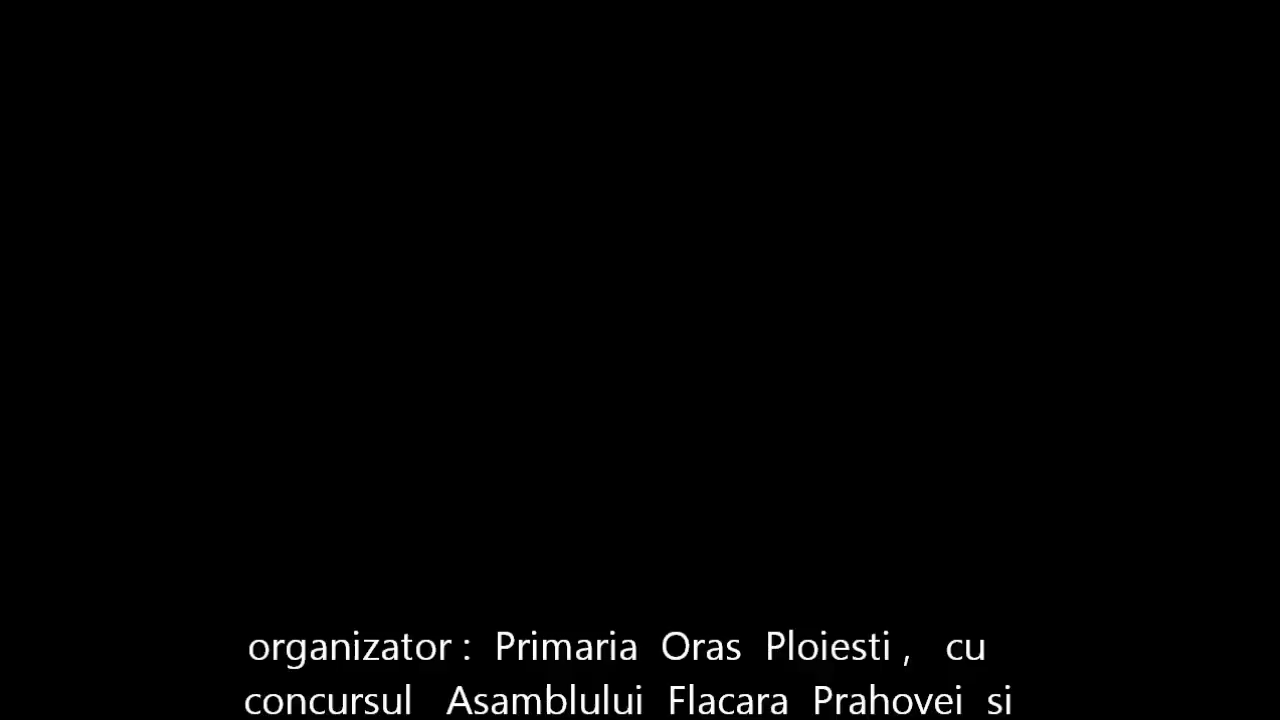 organizator : Primaria Oras Ploiesti , cu
concursul Asamblului Flacara Prahovei si